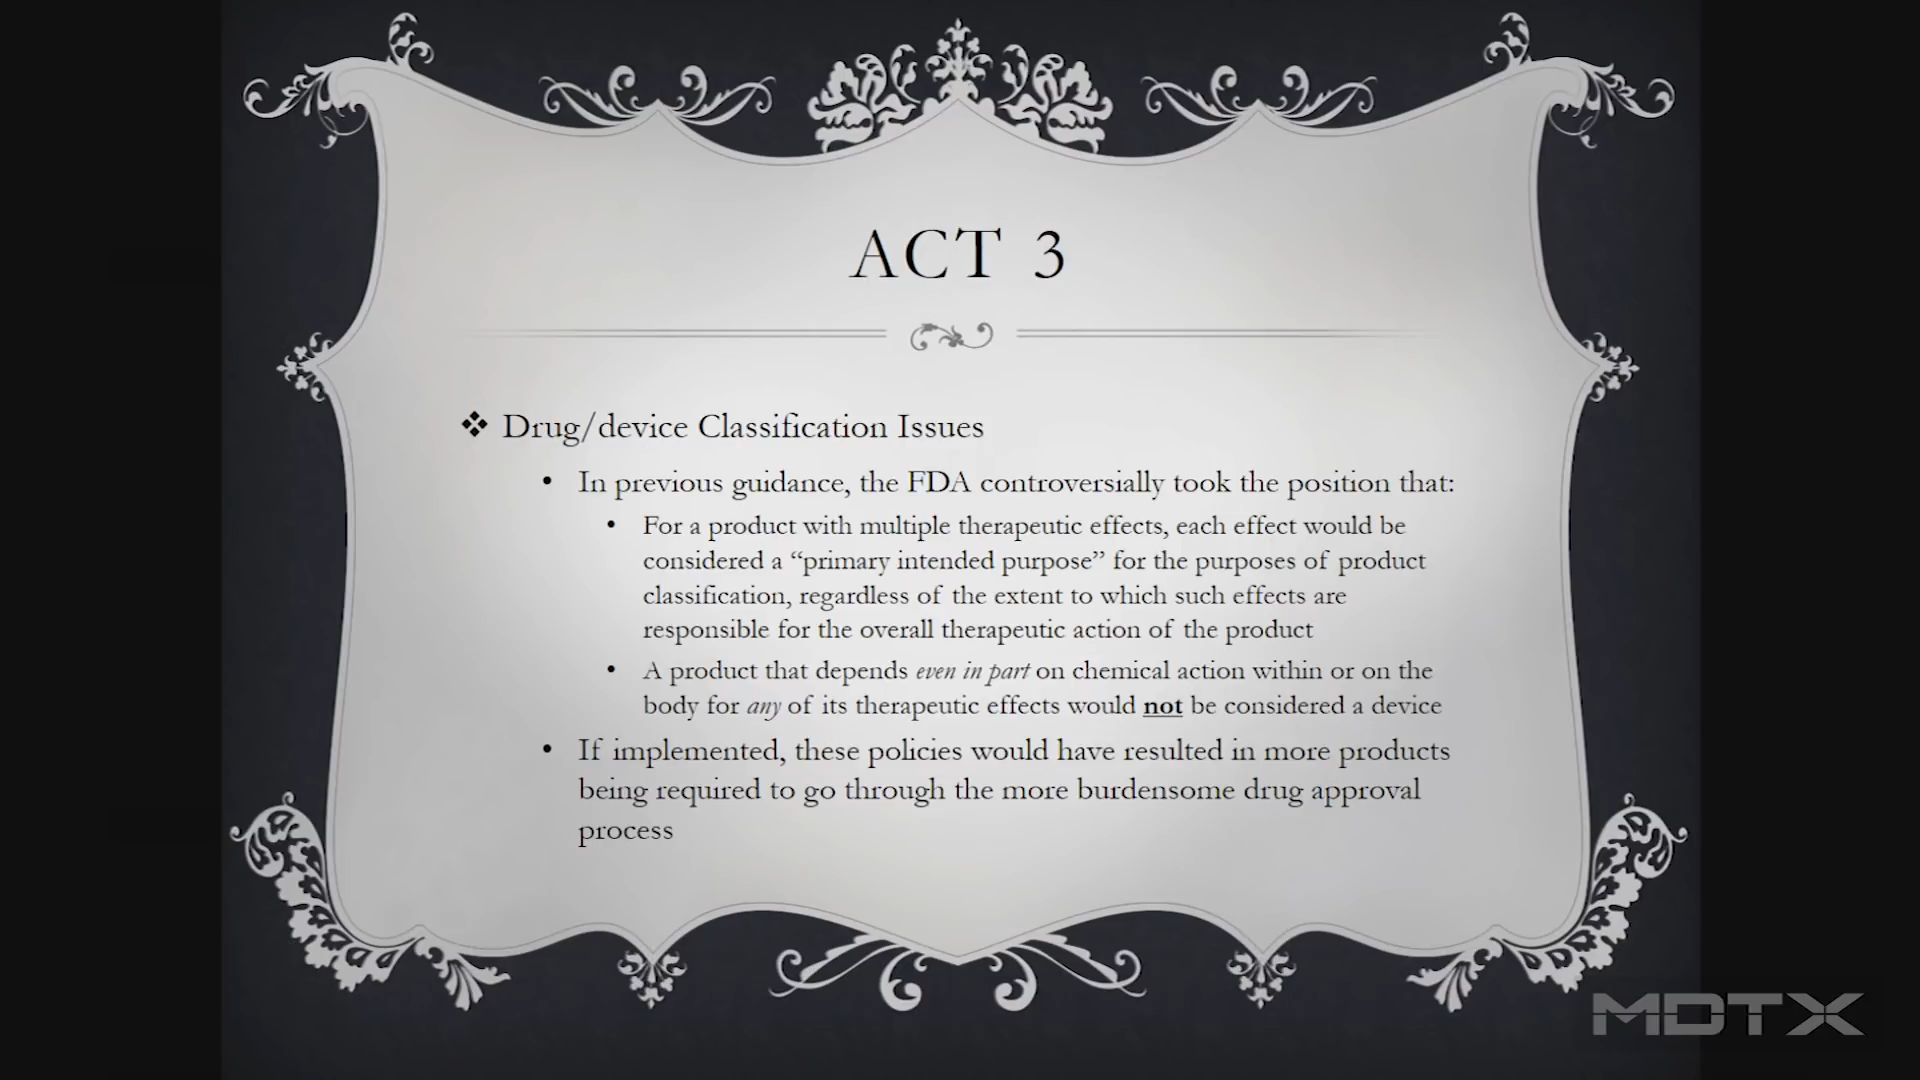 ACT 3
❖ Drug/device Classification Issues
• In previous guidance, the FDA controversially took the position that:
• For a product with multiple therapeutic effects, each effect would be
considered a “primary intended purpose” for the purposes of product
classification, regardless of the extent to which such effects are
responsible for the overall therapeutic action of the product
• A product that depends even in part on chemical action within or on the
body for any of its therapeutic effects would not be considered a device
• If implemented, these policies would have resulted in more products
being required to go through the more burdensome drug approval
process
MDTX